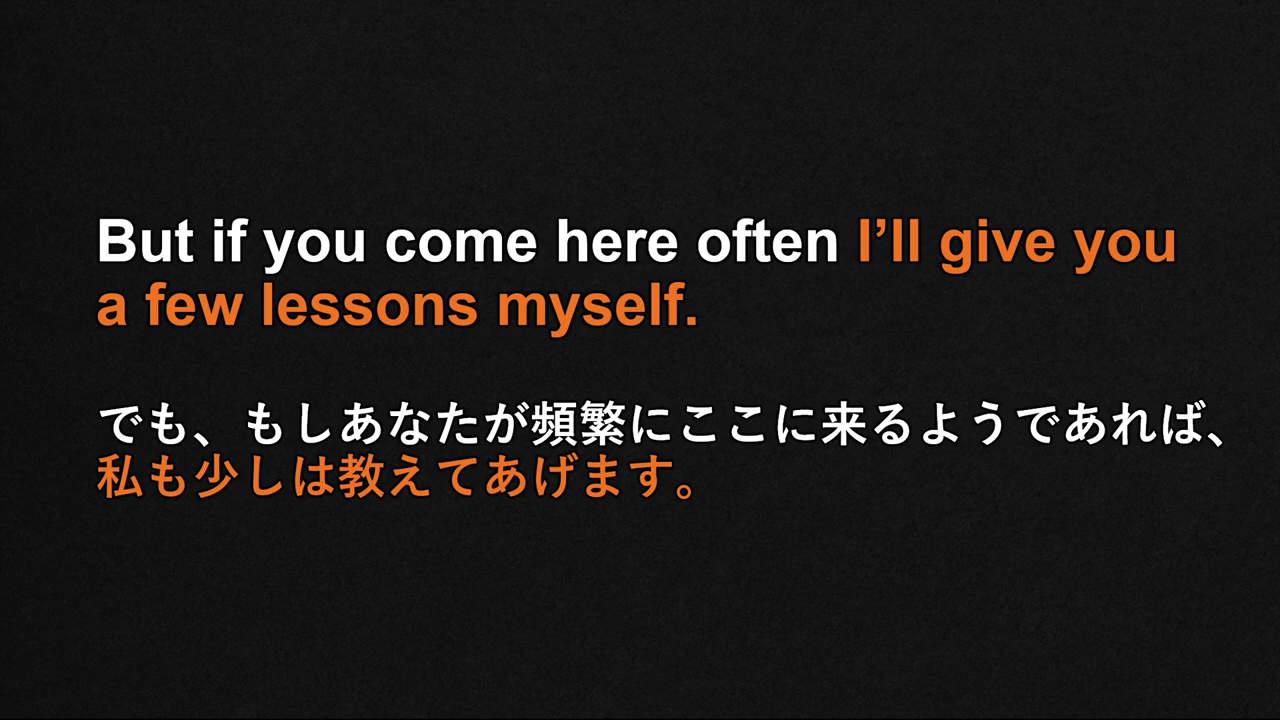 But if you come here often I’ll give you
a few lessons myself.
でも、もしあなたが頻繁にここに来るようであれば、
私も少しは教えてあげます。